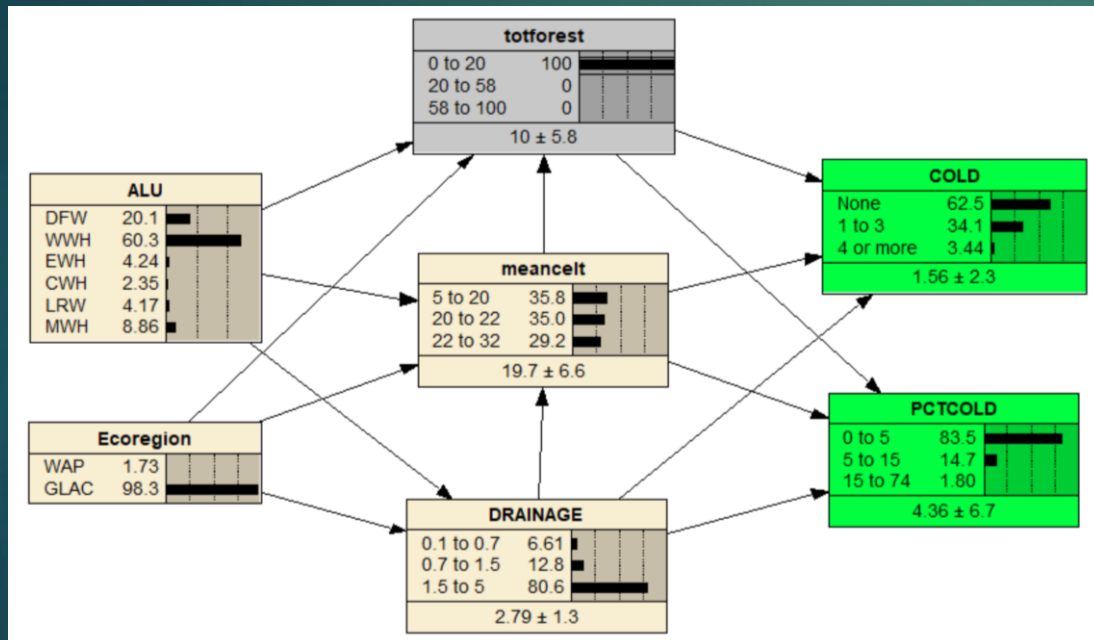 totforest
0 to 20 100
20 to 58 0
58 to 100 0
10 ± 5.8
ALU
DFW 20.1
WWH 60.3
EWH 4.24
CWH 2.35
LRW 4.17
MWH 8.86
COLD
None 62.5
1 to 3 34.1
4 or more 3.44
1.56 ± 2.3
meancelt
5 to 20 35.8
20 to 22 35.0
22 to 32 29.2
19.7 ± 6.6
Ecoregion
WAP 1.73
GLAC 98.3
PCTCOLD
0 to 5 83.5
5 to 15 14.7
15 to 74 1.80
4.36 ± 6.7
DRAINAGE
0.1 to 0.7 6.61
0.7 to 1.5 12.8
1.5 to 5 80.6
2.79 ± 1.3